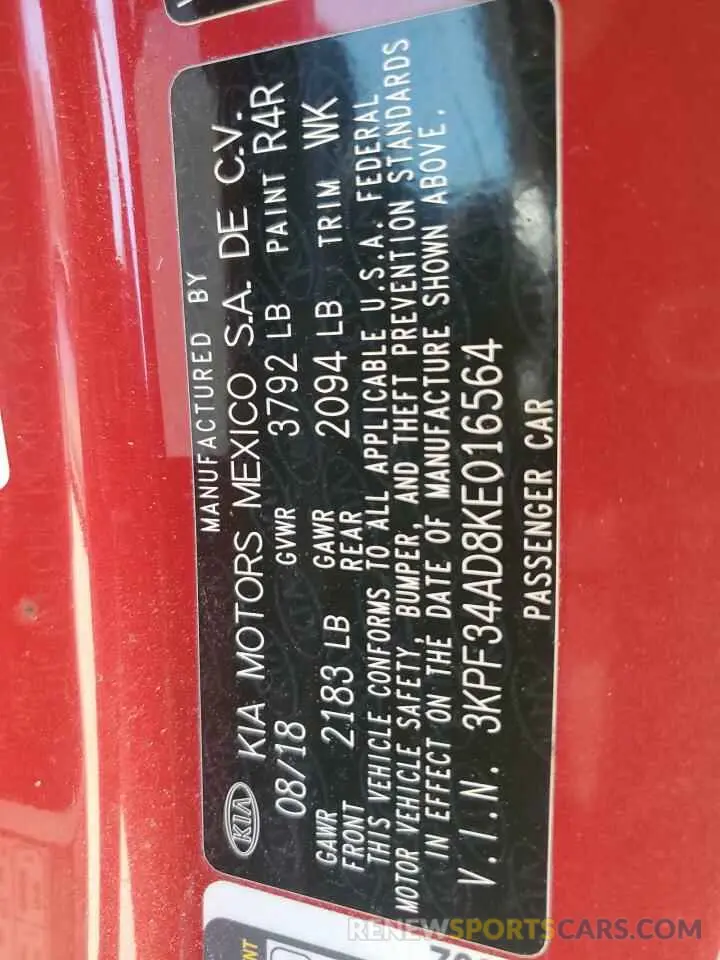 MANUFACTURED BY
KIA KIA MOTORS MEXICO S.A. DE C.V.
08/18 GVWR 3792 LB PAINT R4R
GAWR FRONT 2183 LB GAWR REAR 2094 LB TRIM WK
THIS VEHICLE CONFORMS TO ALL APPLICABLE U.S.A. FEDERAL
MOTOR VEHICLE SAFETY, BUMPER, AND THEFT PREVENTION STANDARDS
IN EFFECT ON THE DATE OF MANUFACTURE SHOWN ABOVE.
V.I.N. 3KPF34AD8KE016564
PASSENGER CAR
RENEWSPORTSCARS.COM